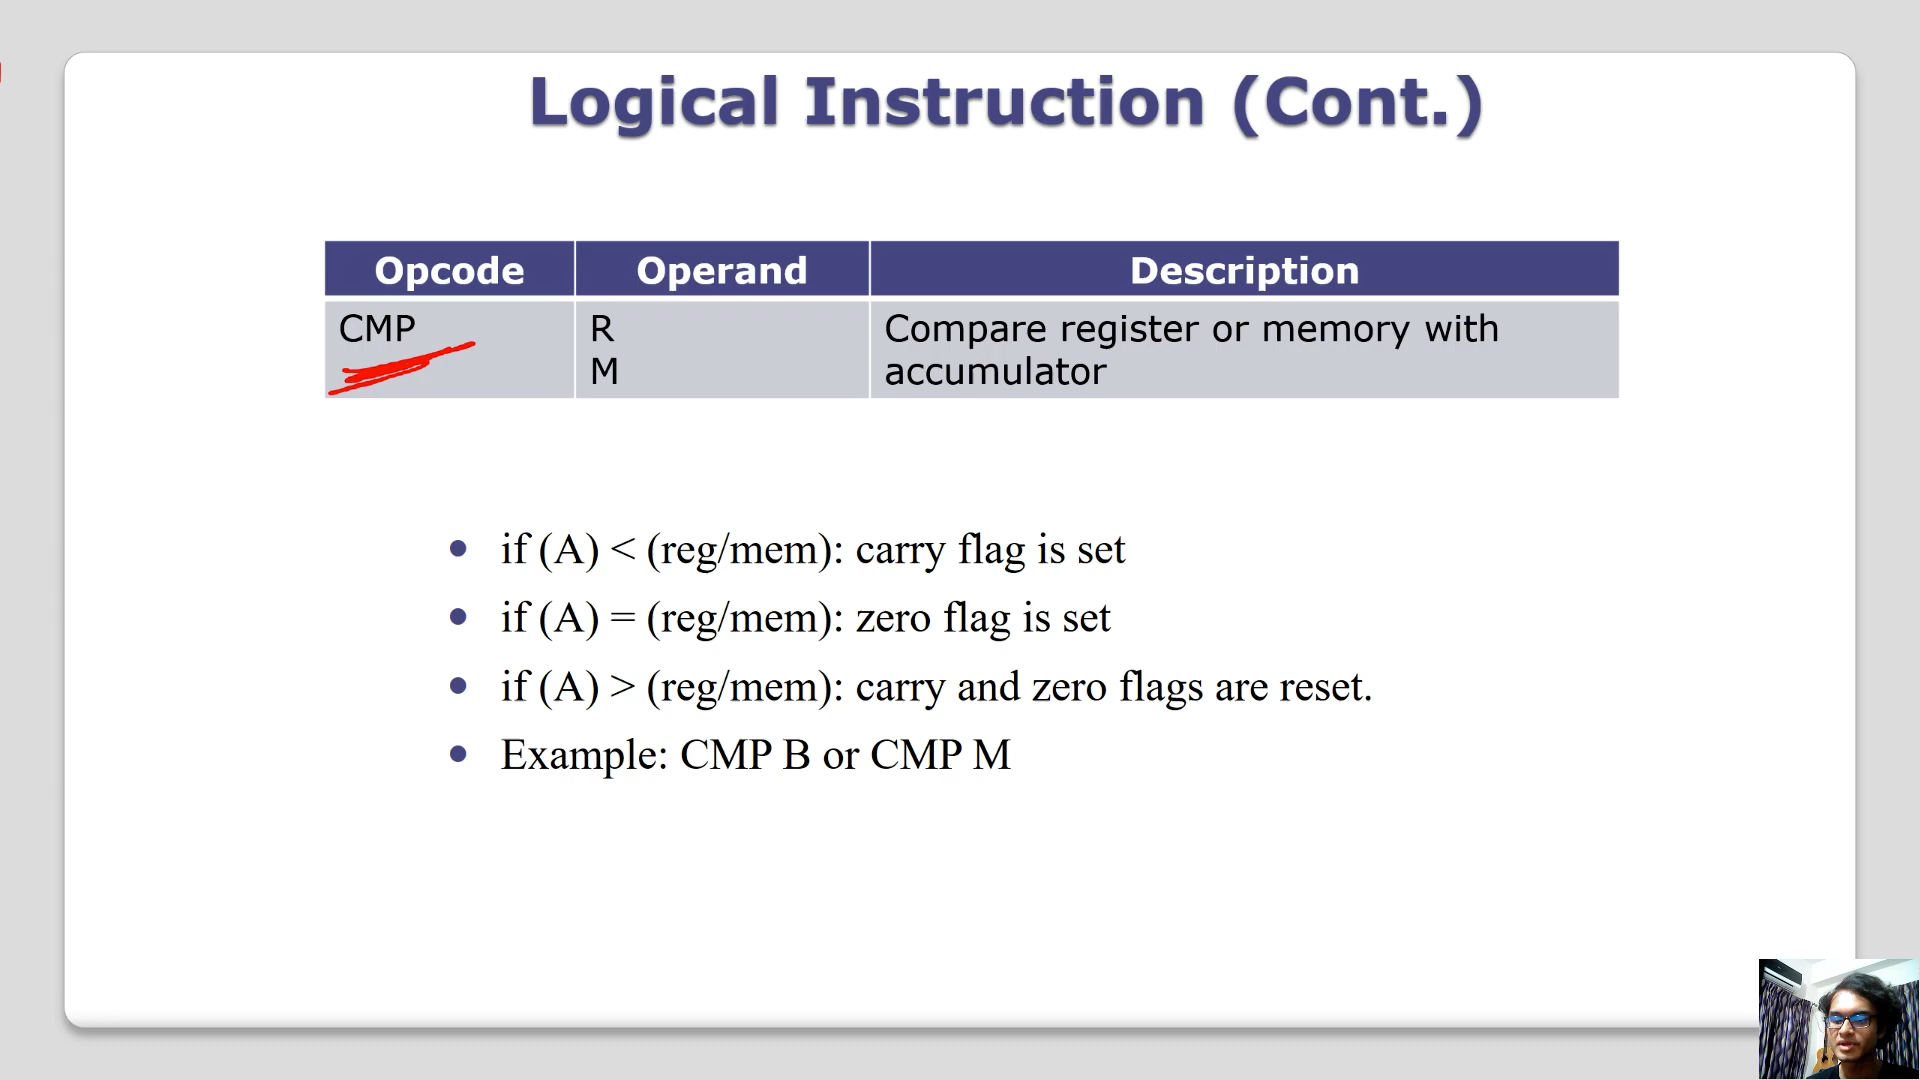 Logical Instruction (Cont.)
Opcode Operand Description
CMP R Compare register or memory with
M accumulator
• if (A) < (reg/mem): carry flag is set
• if (A) = (reg/mem): zero flag is set
• if (A) > (reg/mem): carry and zero flags are reset.
• Example: CMP B or CMP M